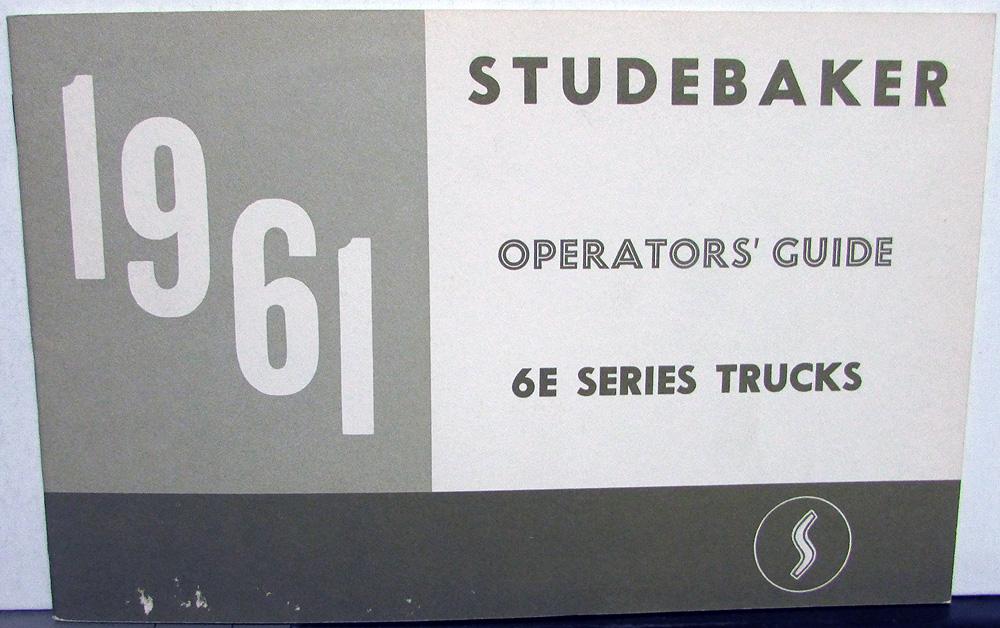 1961
STUDEBAKER
OPERATORS' GUIDE
6E SERIES TRUCKS
S